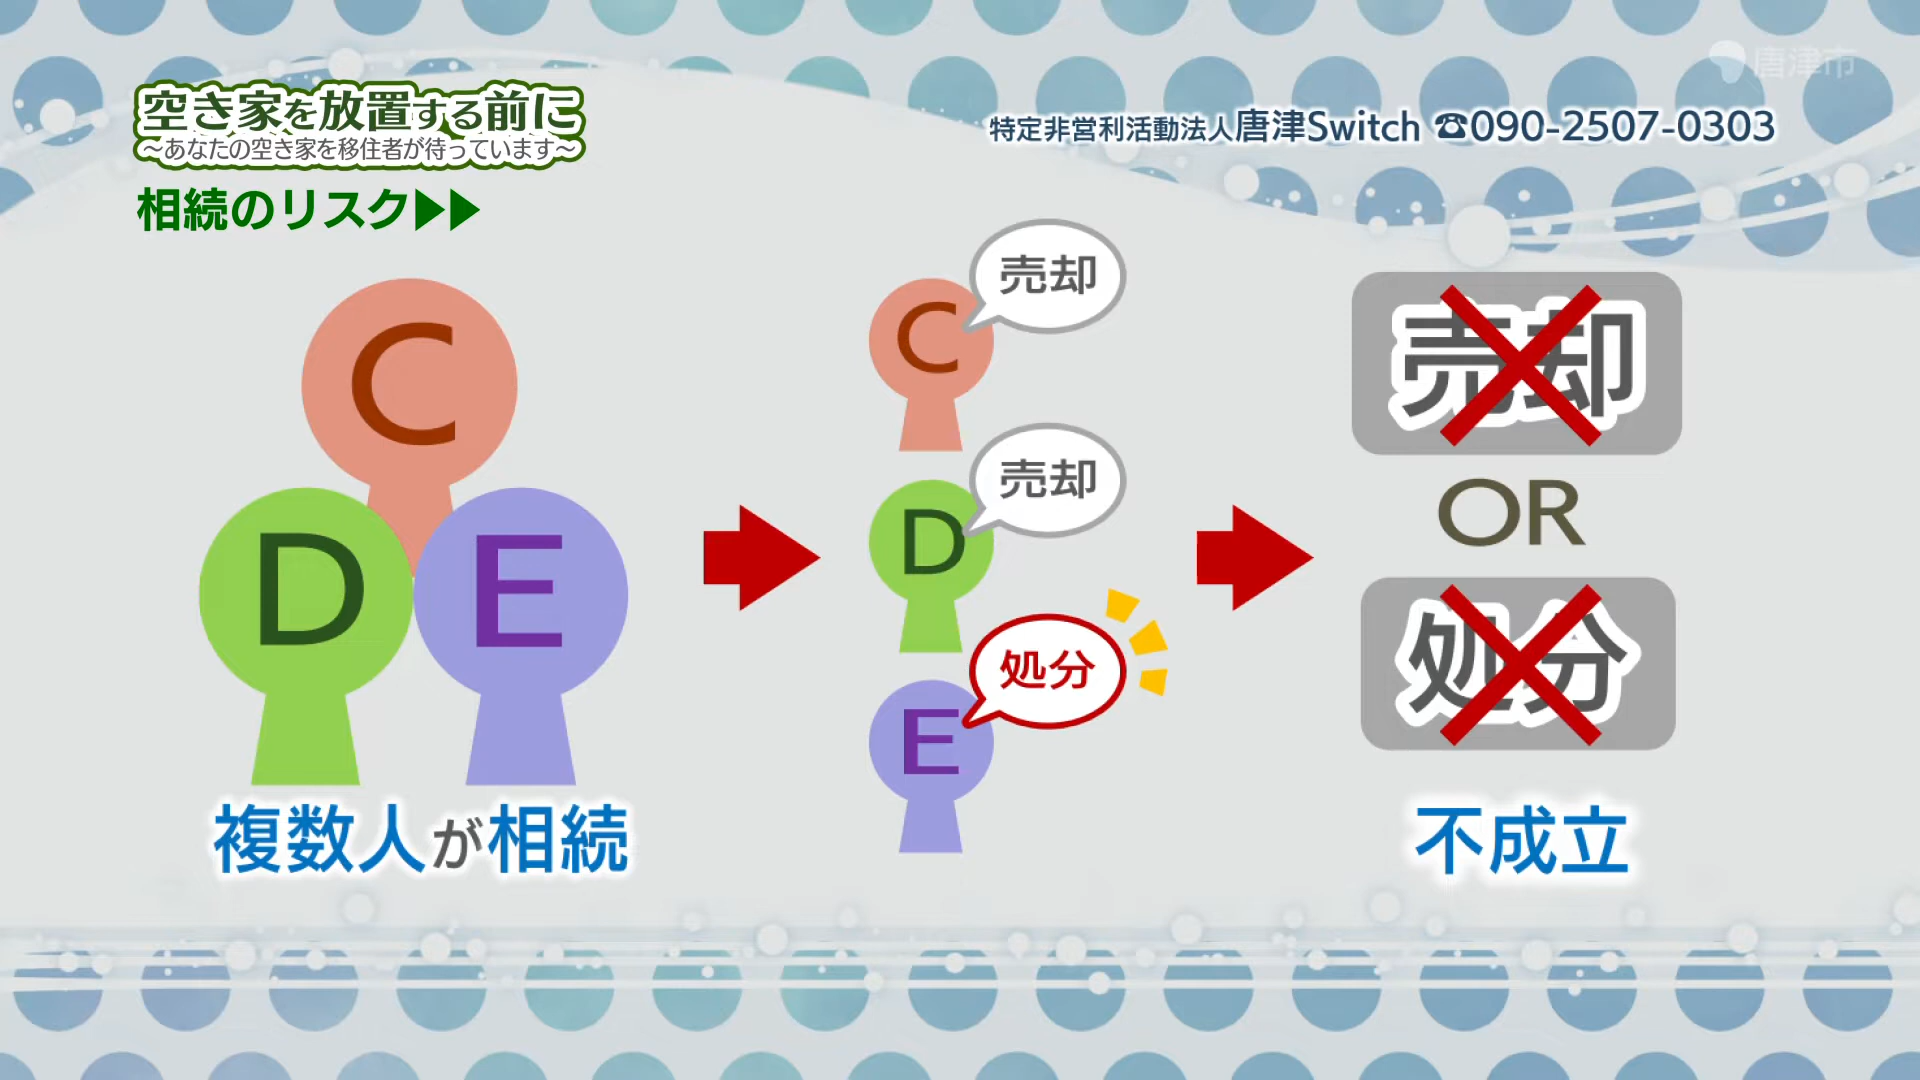 唐津市
空き家を放置する前に
～あなたの空き家を移住者が待っています～
特定非営利活動法人唐津Switch ☎090-2507-0303
相続のリスク▶▶
C
D
E
複数人が相続
C
売却
D
売却
E
処分
売却
OR
処分
不成立